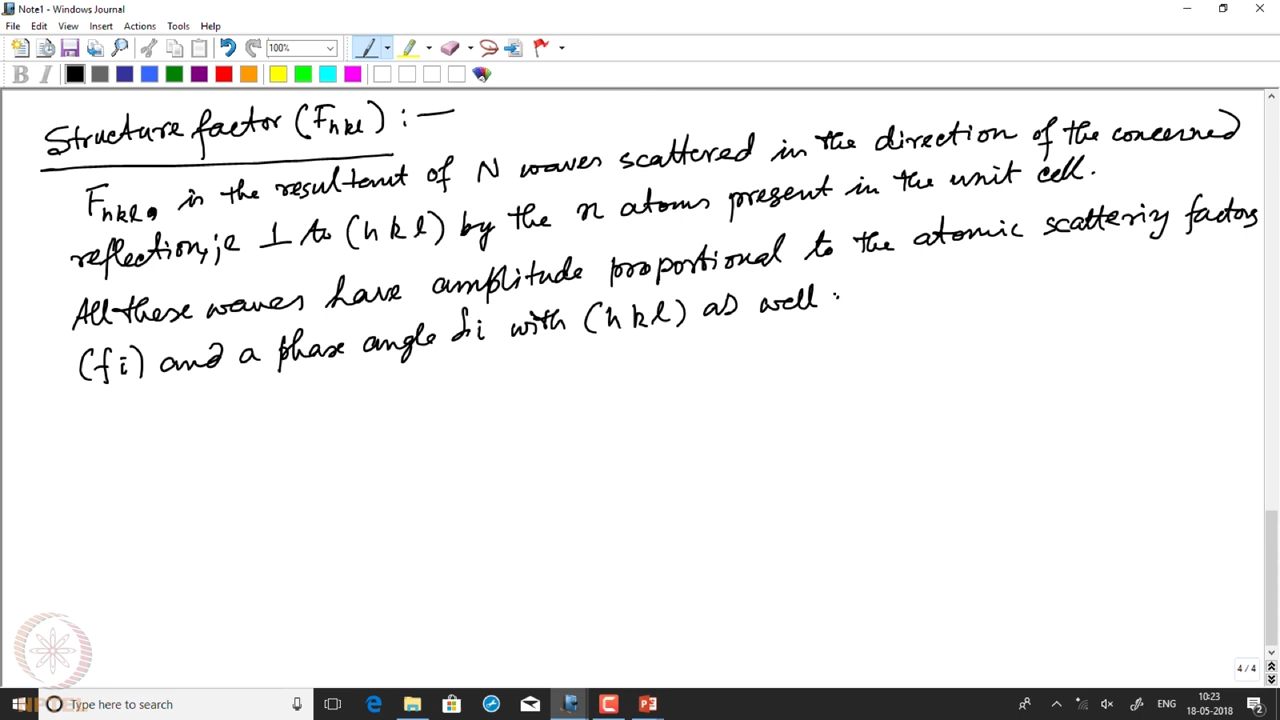 Note1 - Windows Journal
File Edit View Insert Actions Tools Help
100%
B I
Structure factor (Fhkl) : —
Fhkl, is the resultant of N waves scattered in the direction of the concerned
reflection, ie ⊥ to (h k l) by the n atoms present in the unit cell.
All these waves have amplitude proportional to the atomic scattering factors
(fi) and a phase angle δi with (h k l) as well.
4 / 4
Type here to search
ENG
10:23
18-05-2018
2